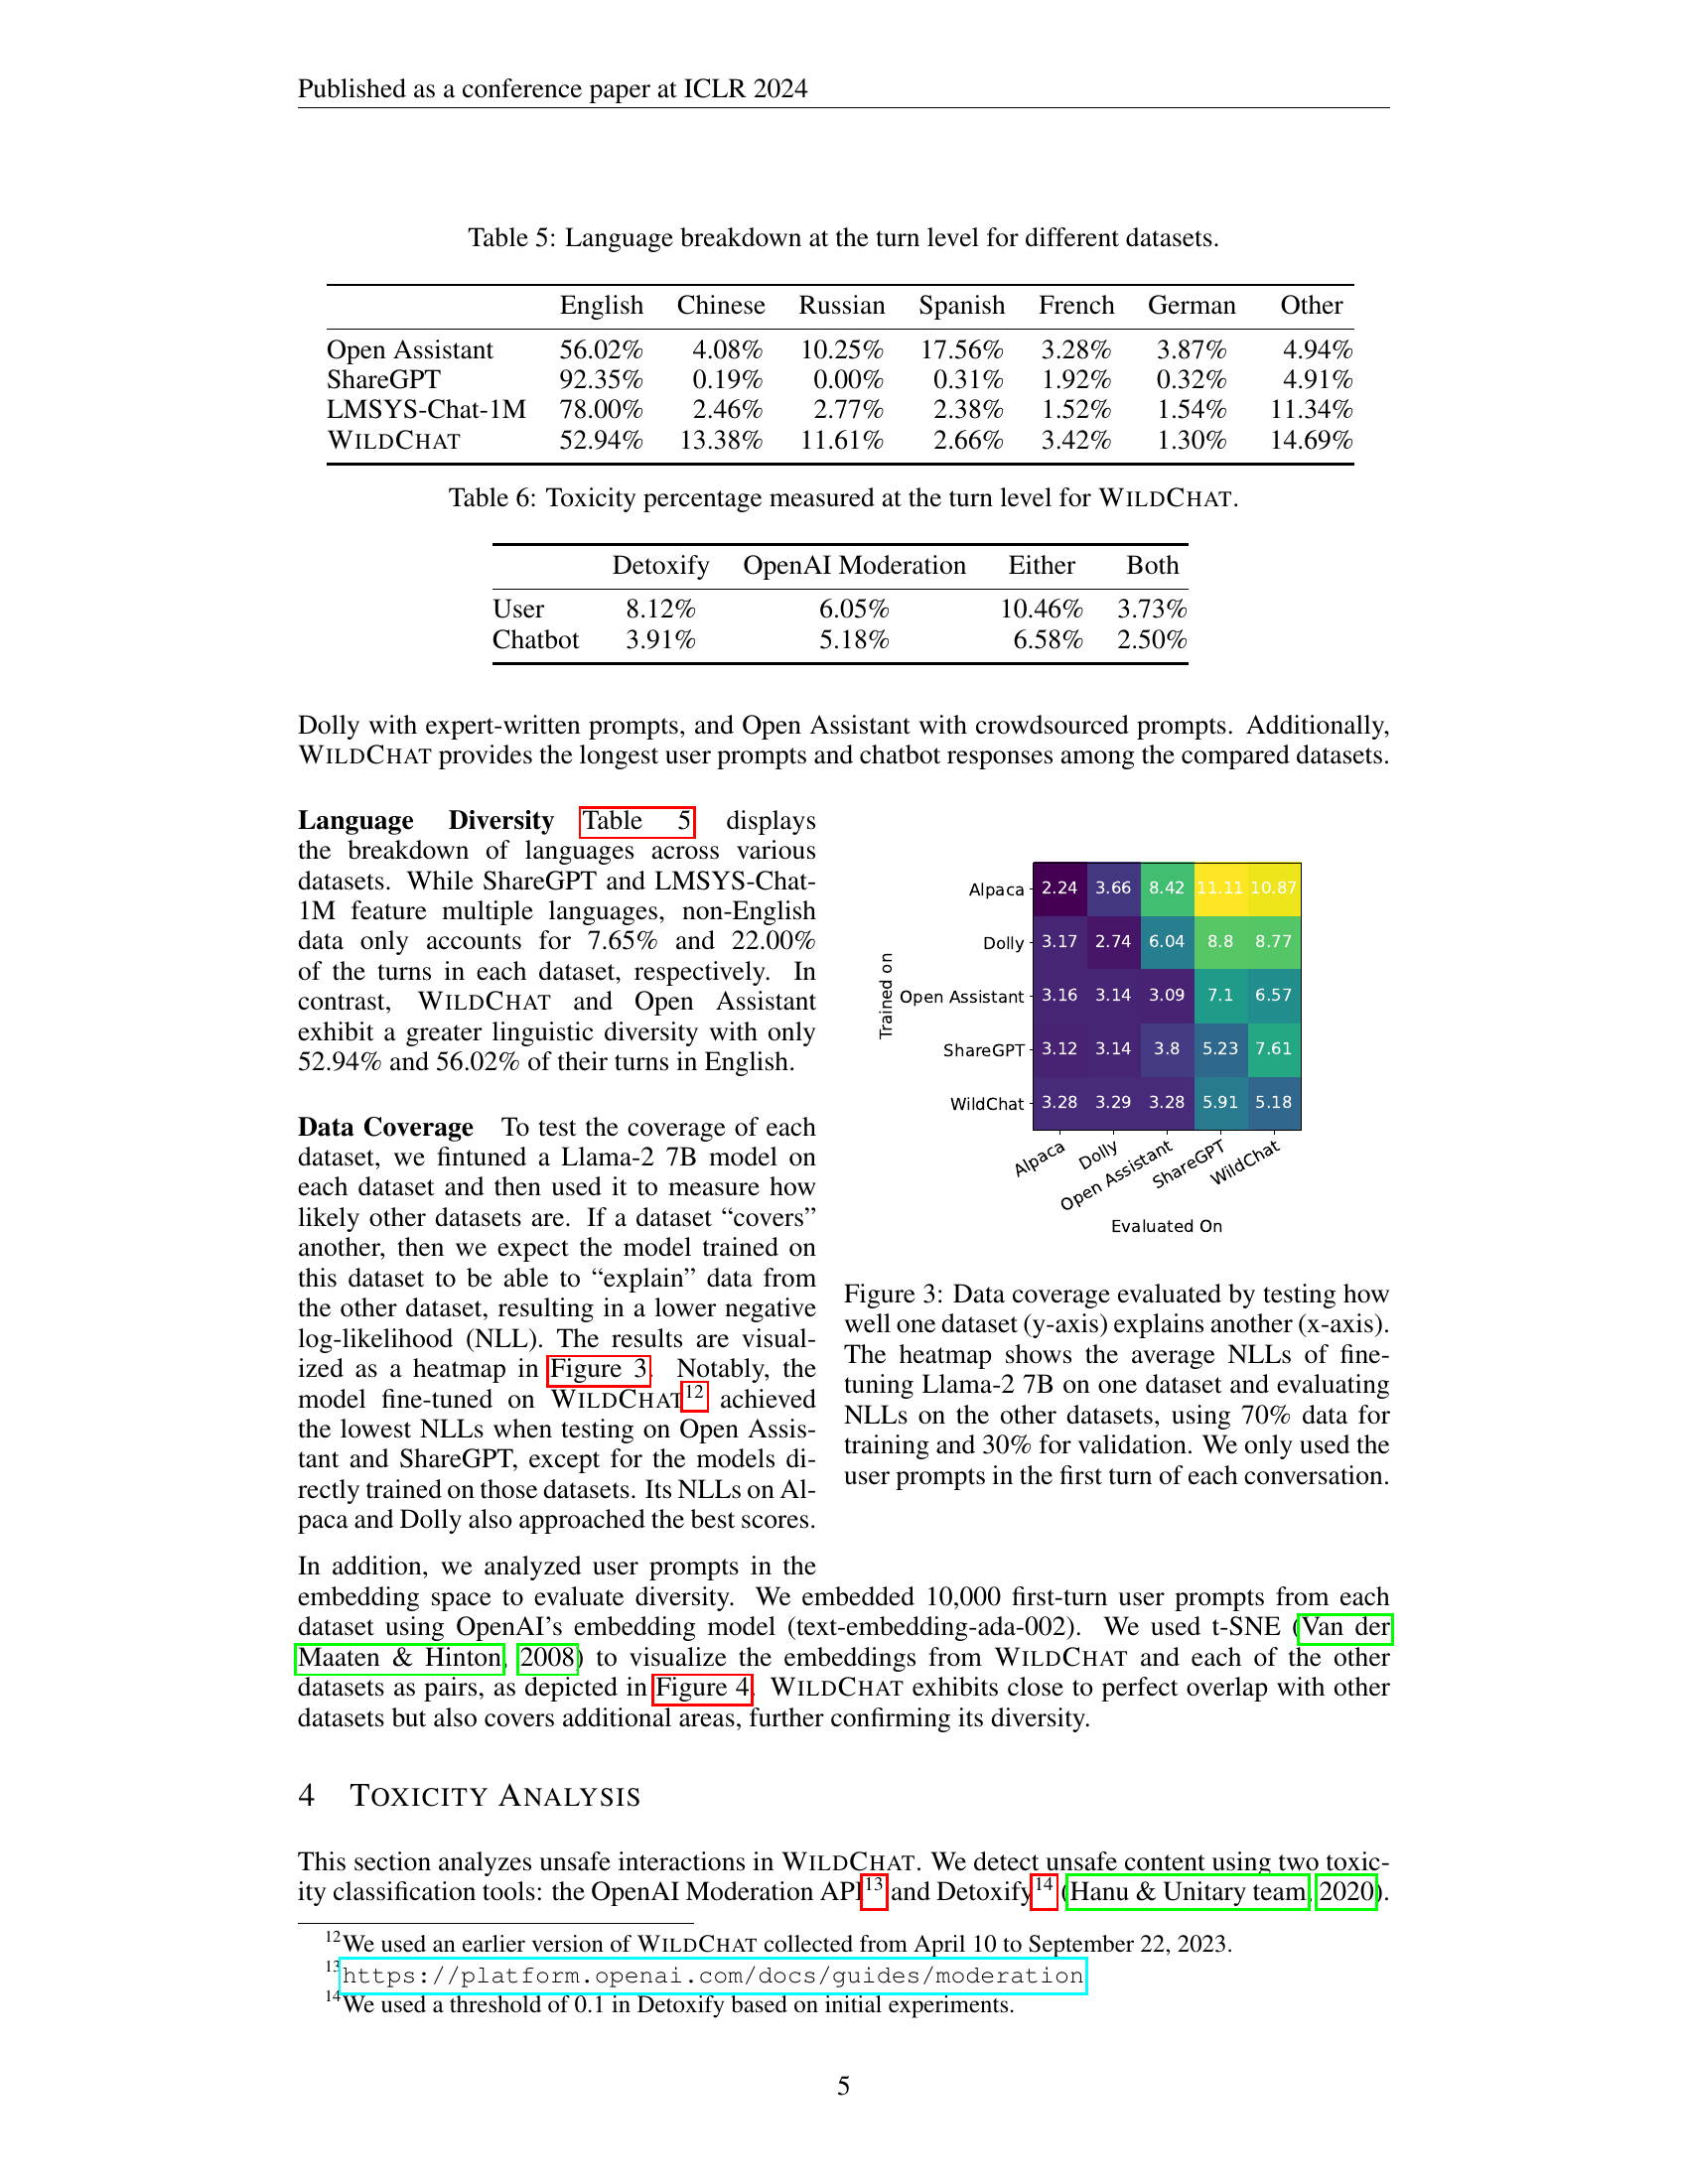 Published as a conference paper at ICLR 2024
Table 5: Language breakdown at the turn level for different datasets.
English Chinese Russian Spanish French German Other
Open Assistant 56.02% 4.08% 10.25% 17.56% 3.28% 3.87% 4.94%
ShareGPT 92.35% 0.19% 0.00% 0.31% 1.92% 0.32% 4.91%
LMSYS-Chat-1M 78.00% 2.46% 2.77% 2.38% 1.52% 1.54% 11.34%
WILDCHAT 52.94% 13.38% 11.61% 2.66% 3.42% 1.30% 14.69%
Table 6: Toxicity percentage measured at the turn level for WILDCHAT.
Detoxify OpenAI Moderation Either Both
User 8.12% 6.05% 10.46% 3.73%
Chatbot 3.91% 5.18% 6.58% 2.50%
Dolly with expert-written prompts, and Open Assistant with crowdsourced prompts. Additionally,
WILDCHAT provides the longest user prompts and chatbot responses among the compared datasets.
Language Diversity Table 5 displays
the breakdown of languages across various
datasets. While ShareGPT and LMSYS-Chat-
1M feature multiple languages, non-English
data only accounts for 7.65% and 22.00%
of the turns in each dataset, respectively. In
contrast, WILDCHAT and Open Assistant
exhibit a greater linguistic diversity with only
52.94% and 56.02% of their turns in English.
Data Coverage To test the coverage of each
dataset, we fintuned a Llama-2 7B model on
each dataset and then used it to measure how
likely other datasets are. If a dataset “covers”
another, then we expect the model trained on
this dataset to be able to “explain” data from
the other dataset, resulting in a lower negative
log-likelihood (NLL). The results are visual-
ized as a heatmap in Figure 3. Notably, the
model fine-tuned on WILDCHAT12 achieved
the lowest NLLs when testing on Open Assis-
tant and ShareGPT, except for the models di-
rectly trained on those datasets. Its NLLs on Al-
paca and Dolly also approached the best scores.
Trained on
Alpaca 2.24 3.66 8.42 11.11 10.87
Dolly 3.17 2.74 6.04 8.8 8.77
Open Assistant 3.16 3.14 3.09 7.1 6.57
ShareGPT 3.12 3.14 3.8 5.23 7.61
WildChat 3.28 3.29 3.28 5.91 5.18
Alpaca Dolly Open Assistant ShareGPT WildChat
Evaluated On
Figure 3: Data coverage evaluated by testing how
well one dataset (y-axis) explains another (x-axis).
The heatmap shows the average NLLs of fine-
tuning Llama-2 7B on one dataset and evaluating
NLLs on the other datasets, using 70% data for
training and 30% for validation. We only used the
user prompts in the first turn of each conversation.
In addition, we analyzed user prompts in the
embedding space to evaluate diversity. We embedded 10,000 first-turn user prompts from each
dataset using OpenAI’s embedding model (text-embedding-ada-002). We used t-SNE (Van der
Maaten & Hinton, 2008) to visualize the embeddings from WILDCHAT and each of the other
datasets as pairs, as depicted in Figure 4. WILDCHAT exhibits close to perfect overlap with other
datasets but also covers additional areas, further confirming its diversity.
4 TOXICITY ANALYSIS
This section analyzes unsafe interactions in WILDCHAT. We detect unsafe content using two toxic-
ity classification tools: the OpenAI Moderation API13 and Detoxify14 (Hanu & Unitary team, 2020).
12We used an earlier version of WILDCHAT collected from April 10 to September 22, 2023.
13https://platform.openai.com/docs/guides/moderation
14We used a threshold of 0.1 in Detoxify based on initial experiments.
5